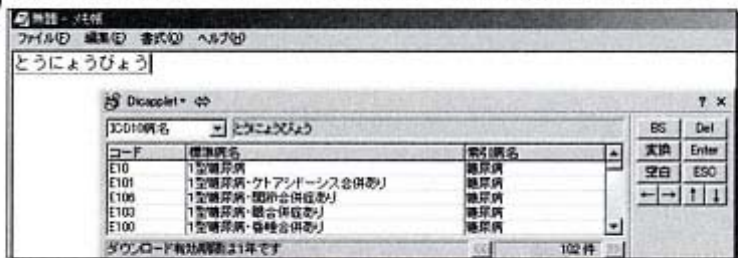 無題 - メモ帳
ファイル(F) 編集(E) 書式(O) ヘルプ(H)
とうにょうびょう
Dicapplet ? ×
ICD10病名 とうにょうびょう BS Del
コード 標準病名 索引病名 変換 Enter
E10 1型糖尿病 糖尿病 空白 ESC
E101 1型糖尿病・ケトアシドーシス合併あり 糖尿病 ← → ↑ ↓
E106 1型糖尿病・関節合併症あり 糖尿病
E103 1型糖尿病・眼合併症あり 糖尿病
E100 1型糖尿病・昏睡合併あり 糖尿病
ダウンロード有効期限は1年です << 102件 >>